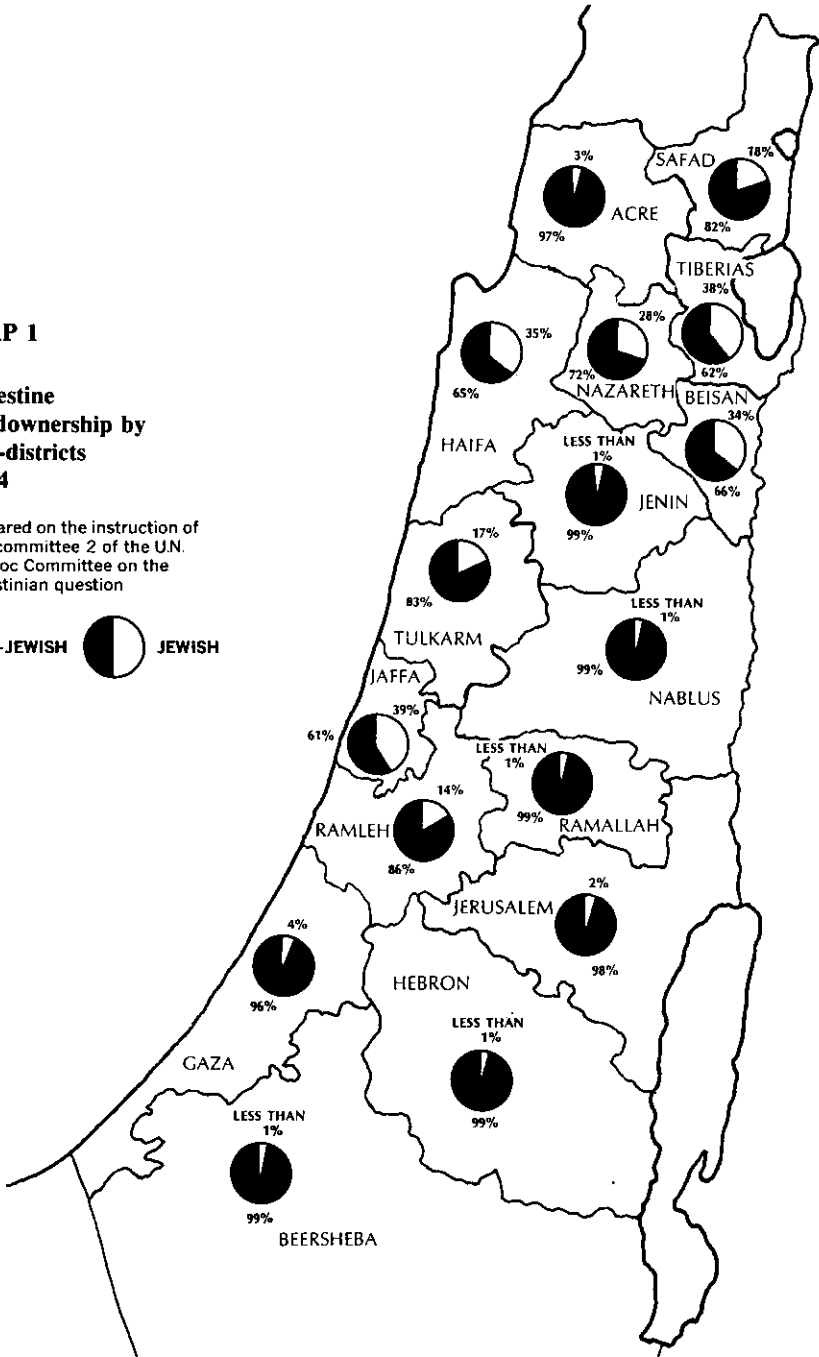 P 1
estine
downership by
-districts
4
ared on the instruction of
committee 2 of the U.N.
oc Committee on the
stinian question
-JEWISH
JEWISH
3%
ACRE
97%
SAFAD
18%
82%
TIBERIAS
38%
62%
35%
65%
HAIFA
28%
72%
NAZARETH
BEISAN
34%
66%
LESS THAN
1%
JENIN
99%
17%
83%
TULKARM
LESS THAN
1%
99%
NABLUS
JAFFA
39%
61%
LESS THAN
1%
99%
RAMALLAH
14%
RAMLEH
86%
2%
JERUSALEM
98%
4%
96%
GAZA
HEBRON
LESS THAN
1%
99%
LESS THAN
1%
99%
BEERSHEBA